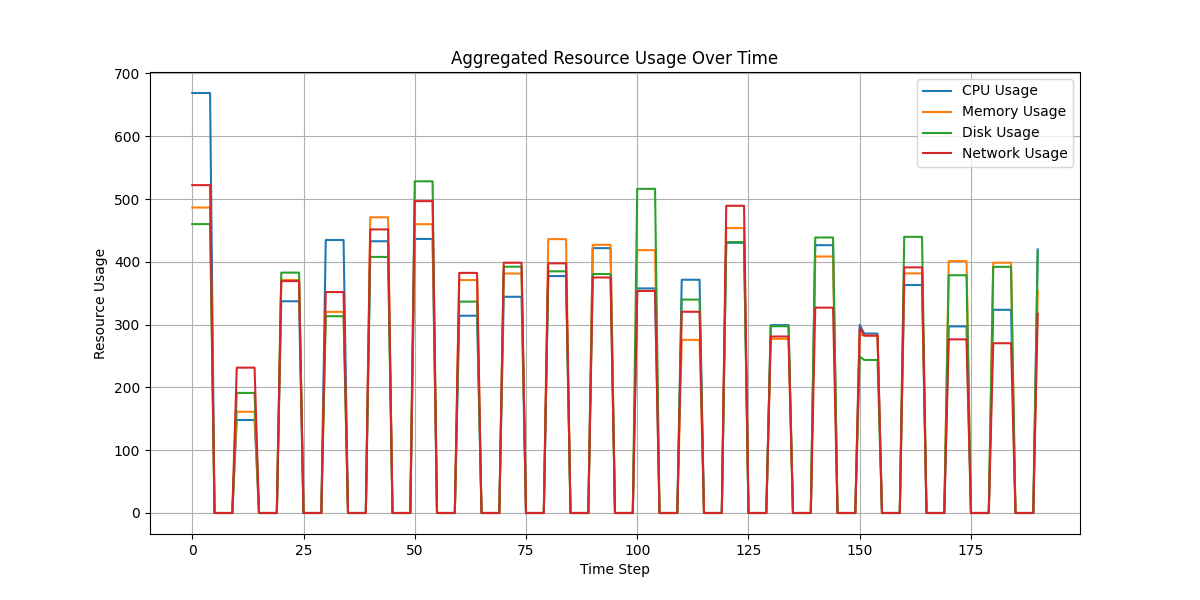 Aggregated Resource Usage Over Time
CPU Usage
Memory Usage
Disk Usage
Network Usage
Resource Usage
700
600
500
400
300
200
100
0
0 25 50 75 100 125 150 175
Time Step